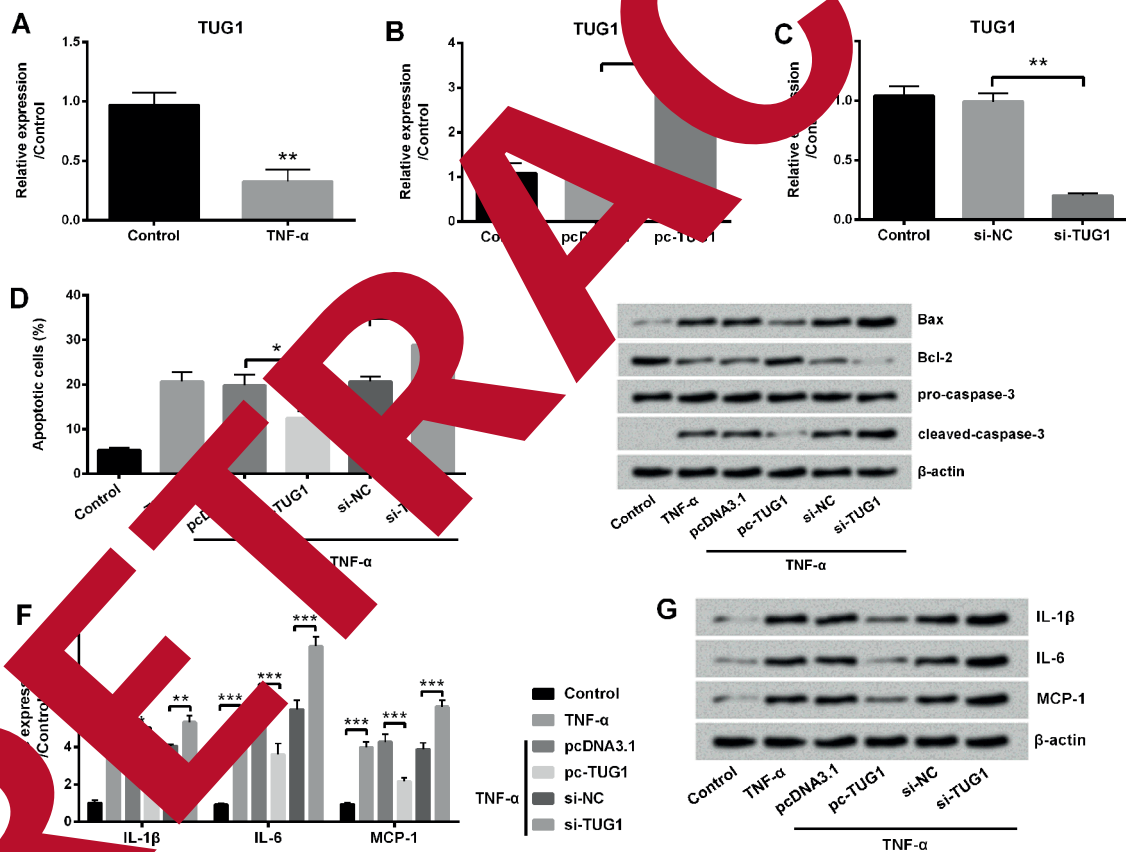 A
TUG1
Relative expression
/Control
1.5
1.0
0.5
0.0
**
Control
TNF-α
B
TUG1
Relative expression
/Control
4
3
2
1
0
C
TUG1
Relative
1.0
0.5
0.0
**
Control
si-NC
si-TUG1
D
Apoptotic cells (%)
40
30
20
10
0
*
Control
si-NC
TNF-α
Bax
Bcl-2
pro-caspase-3
cleaved-caspase-3
β-actin
Control
TNF-α
pcDNA3.1
pc-TUG1
si-NC
si-TUG1
TNF-α
F
/Control
4
2
0
**
***
***
***
***
***
IL-1β
IL-6
MCP-1
Control
TNF-α
pcDNA3.1
pc-TUG1
si-NC
si-TUG1
TNF-α
G
IL-1β
IL-6
MCP-1
β-actin
Control
TNF-α
pcDNA3.1
pc-TUG1
si-NC
si-TUG1
TNF-α
RETRAC